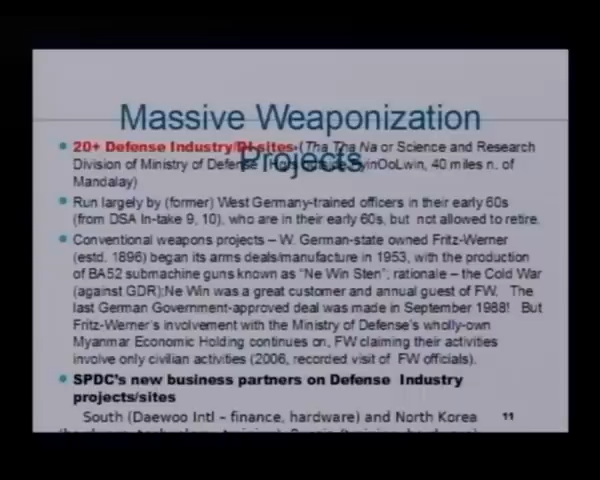 Massive Weaponization
Projects
20+ Defense Industry/DI sites (Tha Tha Na or Science and Research
Division of Ministry of Defense
OoLwin, 40 miles n. of
Mandalay)
Run largely by (former) West Germany-trained officers in their early 60s
(from DSA In-take 9, 10), who are in their early 60s, but not allowed to retire.
Conventional weapons projects – W. German-state owned Fritz-Werner
(estd. 1896) began its arms deals/manufacture in 1953, with the production
of BA52 submachine guns known as "Ne Win Sten"; rationale – the Cold War
(against GDR);Ne Win was a great customer and annual guest of FW. The
last German Government-approved deal was made in September 1988! But
Fritz-Werner's involvement with the Ministry of Defense's wholly-own
Myanmar Economic Holding continues on, FW claiming their activities
involve only civilian activities (2006, recorded visit of FW officials).
SPDC's new business partners on Defense Industry
projects/sites
South (Daewoo Intl – finance, hardware) and North Korea
11